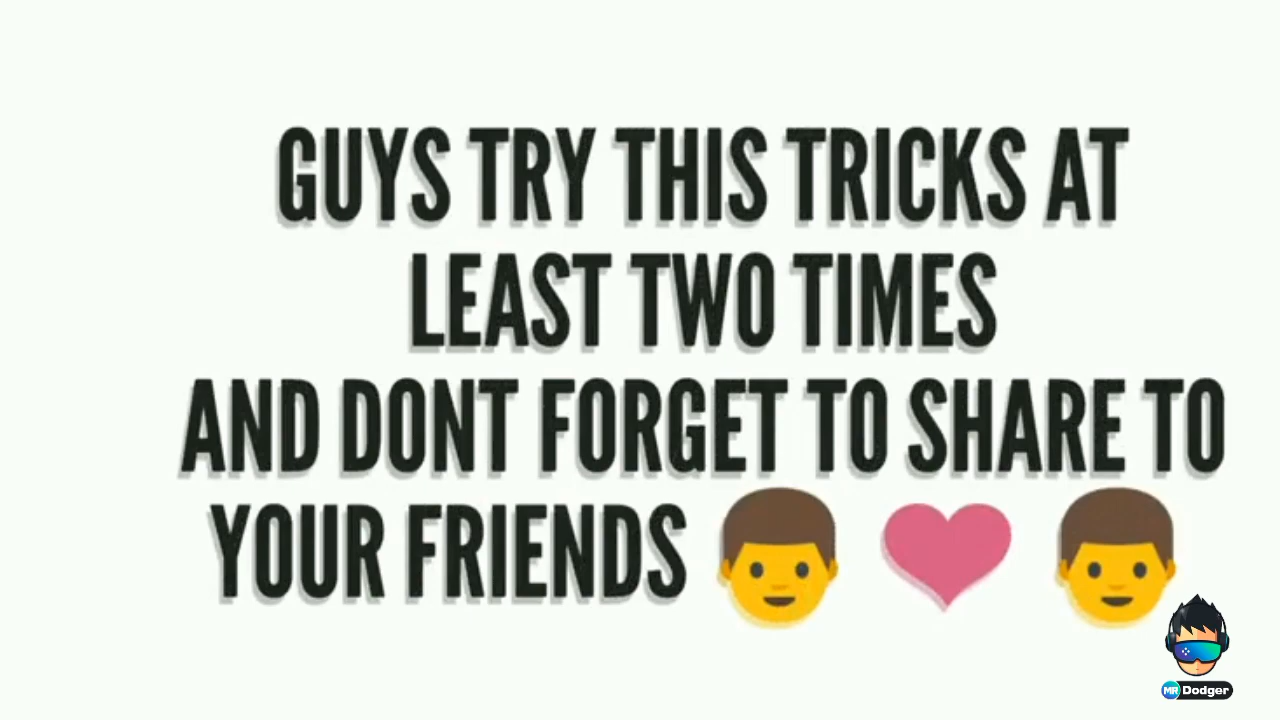 GUYS TRY THIS TRICKS AT
LEAST TWO TIMES
AND DONT FORGET TO SHARE TO
YOUR FRIENDS 👨 ❤ 👨
MR Dodger